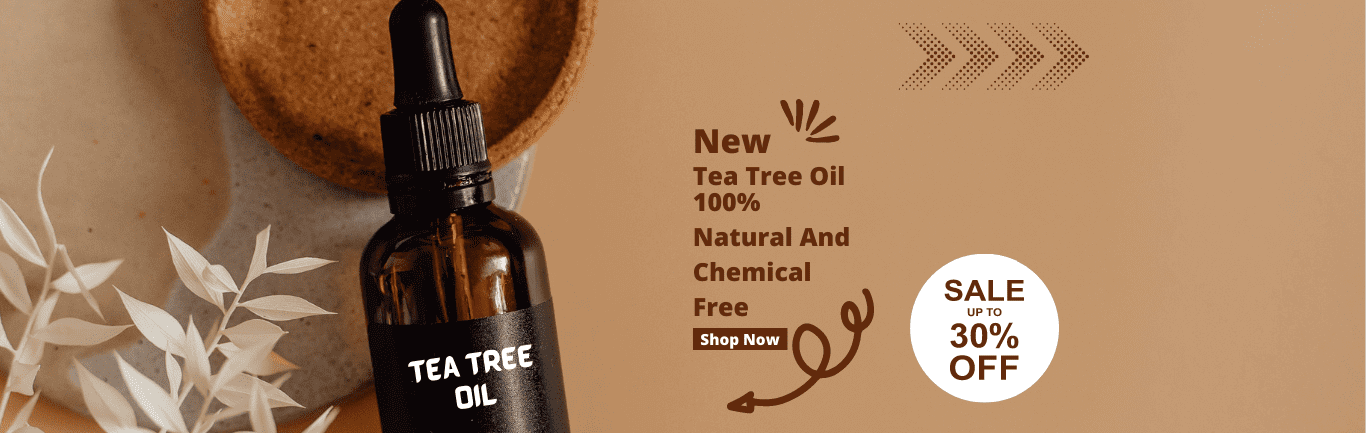 TEA TREE
OIL
New
Tea Tree Oil
100%
Natural And
Chemical
Free
Shop Now
SALE
UP TO
30%
OFF